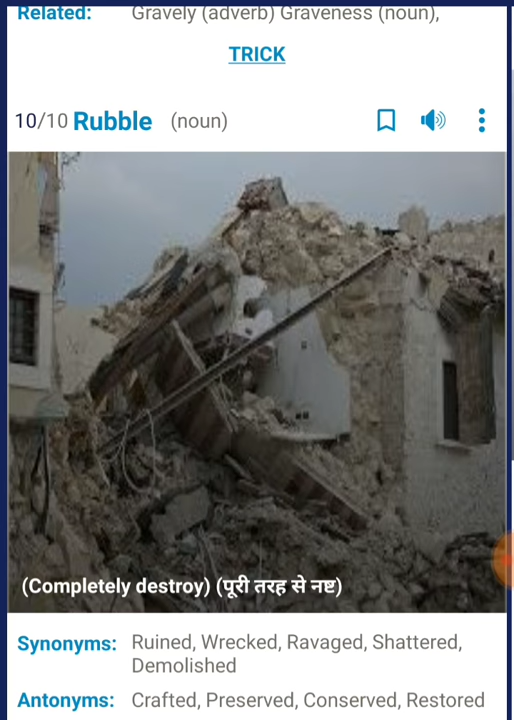 Related: Gravely (adverb) Graveness (noun),
TRICK
10/10 Rubble (noun)
(Completely destroy) (पूरी तरह से नष्ट)
Synonyms: Ruined, Wrecked, Ravaged, Shattered,
Demolished
Antonyms: Crafted, Preserved, Conserved, Restored